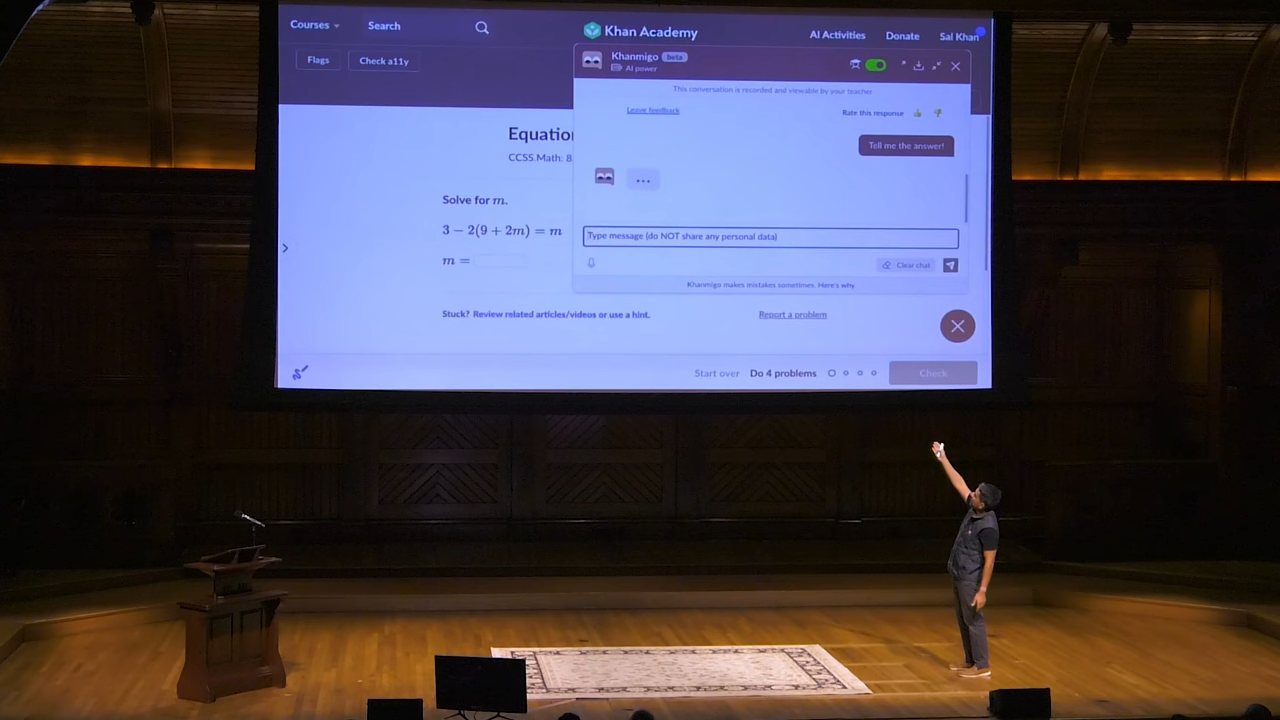 Courses
Search
Khan Academy
AI Activities
Donate
Sal Khan
Flags
Check a11y
Khanmigo beta
AI power
This conversation is recorded and viewable by your teacher.
Leave feedback
Rate this response
Tell me the answer!
Equation
CCSS.Math: 8
Solve for m.
3 − 2(9 + 2m) = m
m =
Type message (do NOT share any personal data)
Clear chat
Khanmigo makes mistakes sometimes. Here's why
Stuck? Review related articles/videos or use a hint.
Report a problem
Start over
Do 4 problems
Check